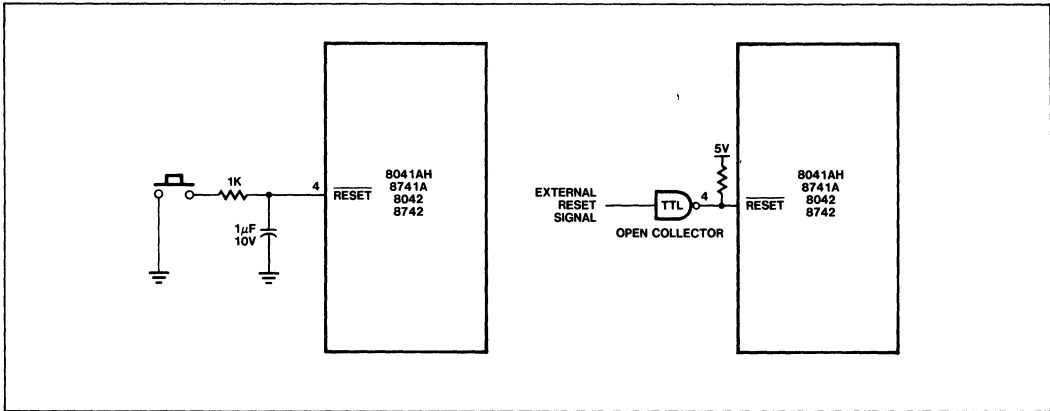 1K
4
RESET
1µF
10V
8041AH
8741A
8042
8742
EXTERNAL
RESET
SIGNAL
TTL
OPEN COLLECTOR
5V
4
RESET
8041AH
8741A
8042
8742